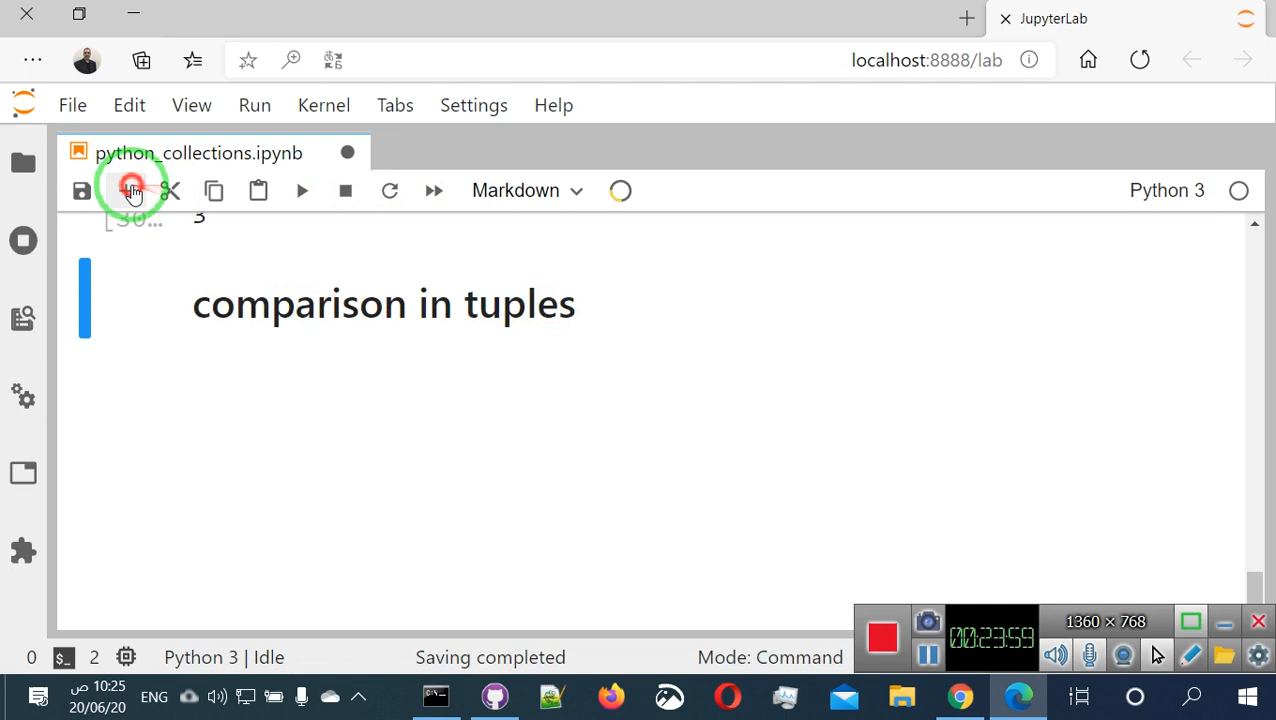 JupyterLab
localhost:8888/lab
File Edit View Run Kernel Tabs Settings Help
python_collections.ipynb
Markdown
Python 3
[30...
3
comparison in tuples
1360 × 768
00:23:59
0 2 Python 3 | Idle Saving completed Mode: Command
10:25 ص ENG
20/06/20